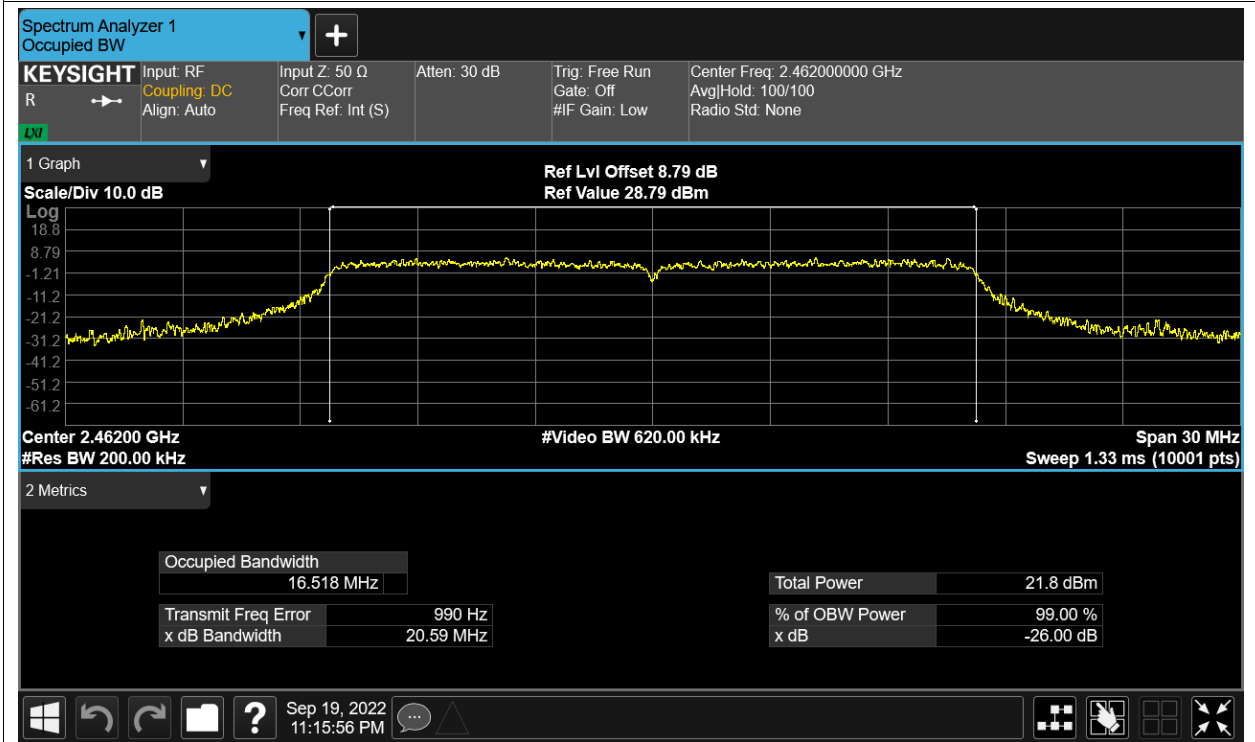 Spectrum Analyzer 1
Occupied BW
KEYSIGHT
R
LXI
Input: RF
Coupling: DC
Align: Auto
Input Z: 50 Ω
Corr CCorr
Freq Ref: Int (S)
Atten: 30 dB
Trig: Free Run
Gate: Off
#IF Gain: Low
Center Freq: 2.462000000 GHz
Avg|Hold: 100/100
Radio Std: None
1 Graph
Scale/Div 10.0 dB
Ref Lvl Offset 8.79 dB
Ref Value 28.79 dBm
Log
18.8
8.79
-1.21
-11.2
-21.2
-31.2
-41.2
-51.2
-61.2
Center 2.46200 GHz
#Res BW 200.00 kHz
#Video BW 620.00 kHz
Span 30 MHz
Sweep 1.33 ms (10001 pts)
2 Metrics
Occupied Bandwidth
16.518 MHz
Transmit Freq Error 990 Hz
x dB Bandwidth 20.59 MHz
Total Power 21.8 dBm
% of OBW Power 99.00 %
x dB -26.00 dB
?
Sep 19, 2022
11:15:56 PM